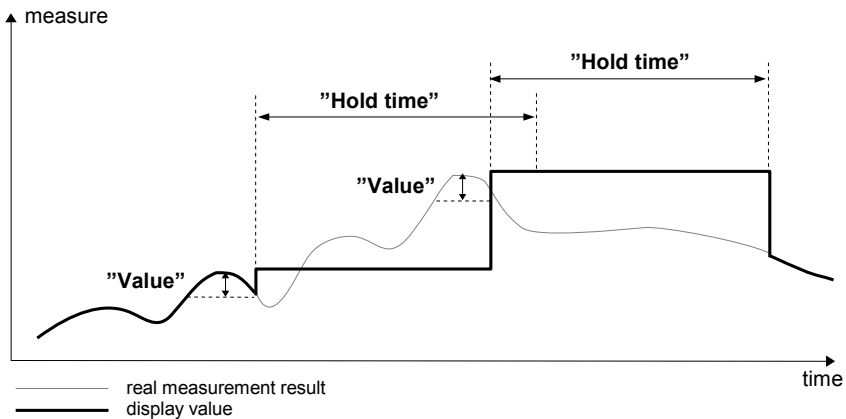 measure
”Hold time”
”Hold time”
”Value”
”Value”
time
real measurement result
display value